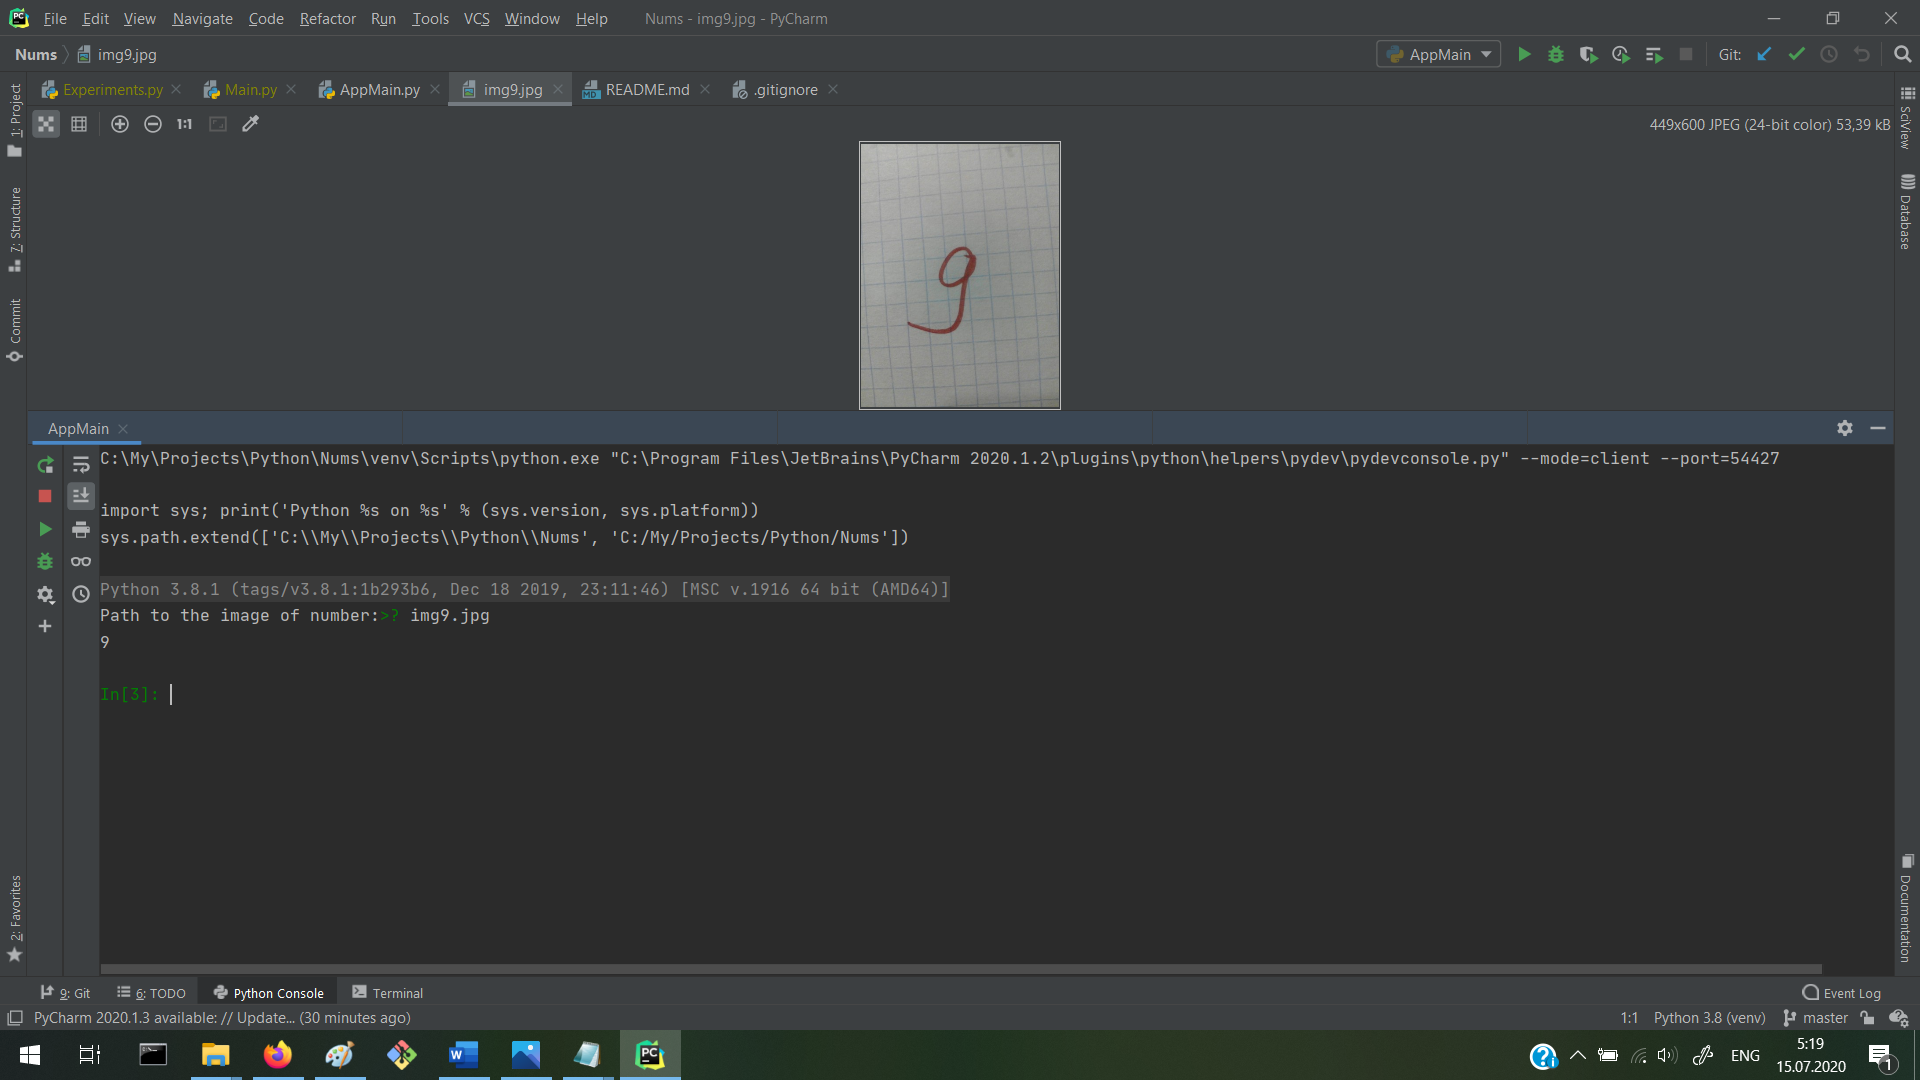 File Edit View Navigate Code Refactor Run Tools VCS Window Help Nums - img9.jpg - PyCharm
Nums img9.jpg AppMain Git:
Experiments.py Main.py AppMain.py img9.jpg README.md .gitignore
1:1 449x600 JPEG (24-bit color) 53,39 kB
1: Project
7: Structure
Commit
2: Favorites
SciView
Database
Documentation
9
AppMain
C:\My\Projects\Python\Nums\venv\Scripts\python.exe "C:\Program Files\JetBrains\PyCharm 2020.1.2\plugins\python\helpers\pydev\pydevconsole.py" --mode=client --port=54427
import sys; print('Python %s on %s' % (sys.version, sys.platform))
sys.path.extend(['C:\\My\\Projects\\Python\\Nums', 'C:/My/Projects/Python/Nums'])
Python 3.8.1 (tags/v3.8.1:1b293b6, Dec 18 2019, 23:11:46) [MSC v.1916 64 bit (AMD64)]
Path to the image of number:>? img9.jpg
9
In[3]:
9: Git 6: TODO Python Console Terminal Event Log
PyCharm 2020.1.3 available: // Update... (30 minutes ago) 1:1 Python 3.8 (venv) master
ENG 5:19
15.07.2020 1